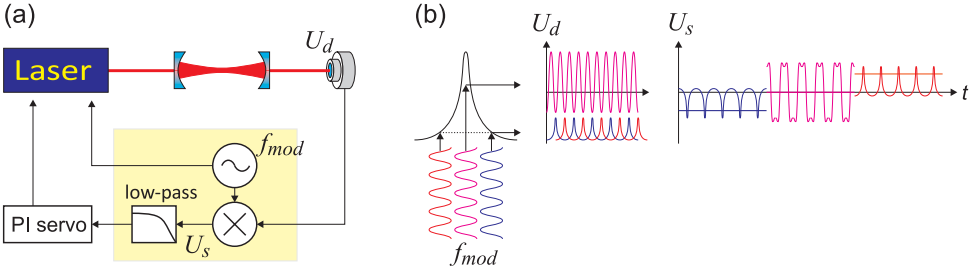 (a)
U_d
Laser
f_mod
low-pass
PI servo
U_s
(b)
U_d
U_s
t
f_mod